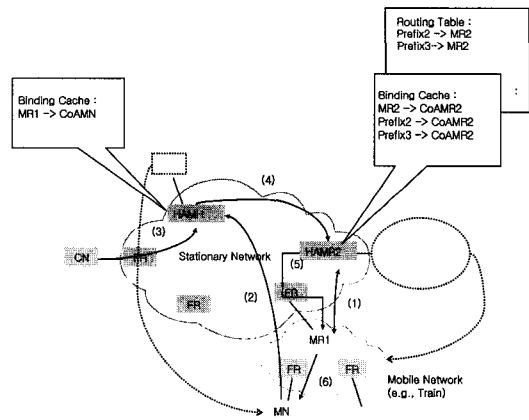 Routing Table :
Prefix2 -> MR2
Prefix3-> MR2
:
Binding Cache :
MR2 -> CoAMR2
Prefix2 -> CoAMR2
Prefix3 -> CoAMR2
Binding Cache :
MR1 -> CoAMN
(4)
HAMR1
(3)
CN
Stationary Network
HAMR2
(5)
FR
FR
(2)
(1)
MR1
FR
(6)
FR
Mobile Network
(e.g., Train)
MN